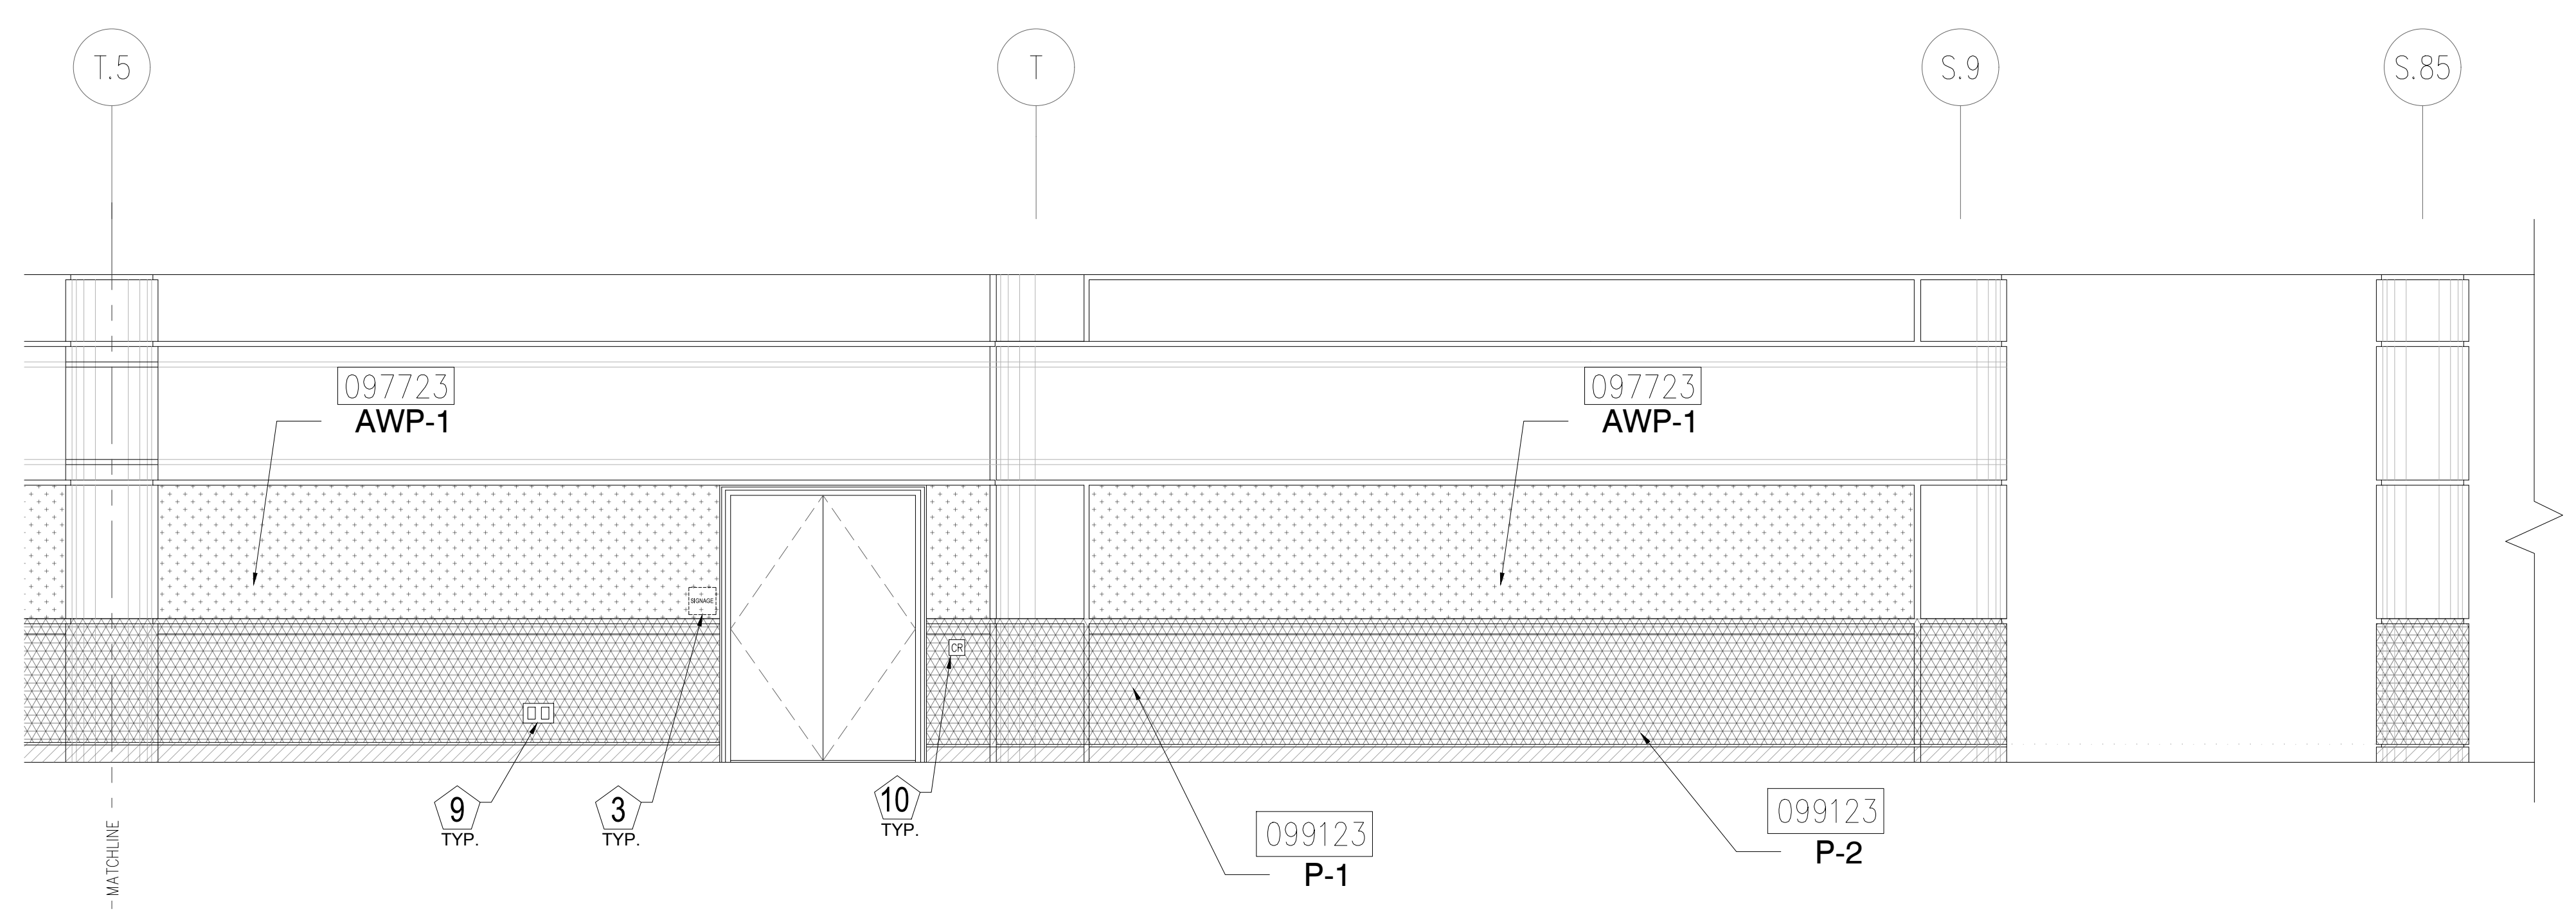 T.5
T
S.9
S.85
097723
AWP-1
097723
AWP-1
SIGNAGE
CR
9
TYP.
3
TYP.
10
TYP.
099123
P-1
099123
P-2
MATCHLINE